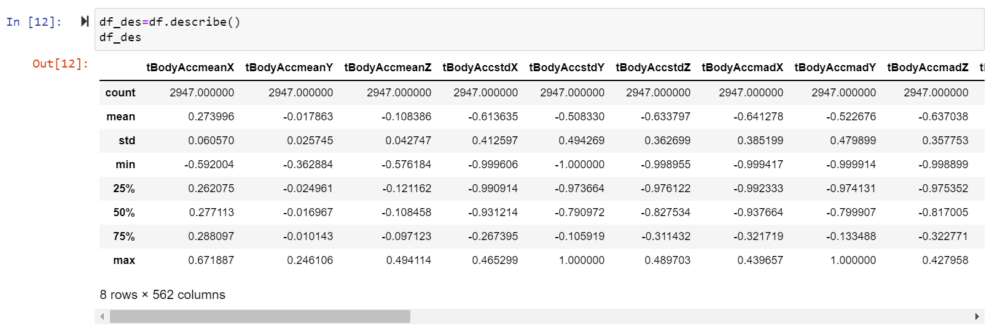 In [12]: df_des=df.describe()
df_des
Out[12]:
tBodyAccmeanX tBodyAccmeanY tBodyAccmeanZ tBodyAccstdX tBodyAccstdY tBodyAccstdZ tBodyAccmadX tBodyAccmadY tBodyAccmadZ
count 2947.000000 2947.000000 2947.000000 2947.000000 2947.000000 2947.000000 2947.000000 2947.000000 2947.000000
mean 0.273996 -0.017863 -0.108386 -0.613635 -0.508330 -0.633797 -0.641278 -0.522676 -0.637038
std 0.060570 0.025745 0.042747 0.412597 0.494269 0.362699 0.385199 0.479899 0.357753
min -0.592004 -0.362884 -0.576184 -0.999606 -1.000000 -0.998955 -0.999417 -0.999914 -0.998899
25% 0.262075 -0.024961 -0.121162 -0.990914 -0.973664 -0.976122 -0.992333 -0.974131 -0.975352
50% 0.277113 -0.016967 -0.108458 -0.931214 -0.790972 -0.827534 -0.937664 -0.799907 -0.817005
75% 0.288097 -0.010143 -0.097123 -0.267395 -0.105919 -0.311432 -0.321719 -0.133488 -0.322771
max 0.671887 0.246106 0.494114 0.465299 1.000000 0.489703 0.439657 1.000000 0.427958
8 rows × 562 columns